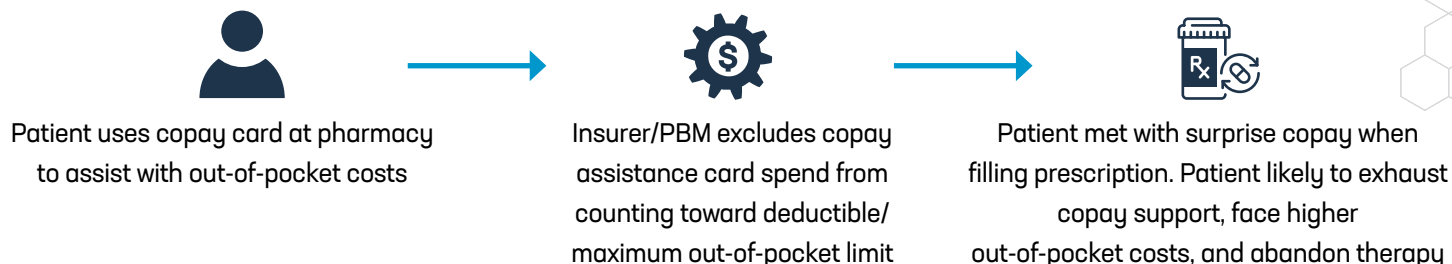 $
Rx
Patient uses copay card at pharmacy
to assist with out-of-pocket costs
Insurer/PBM excludes copay
assistance card spend from
counting toward deductible/
maximum out-of-pocket limit
Patient met with surprise copay when
filling prescription. Patient likely to exhaust
copay support, face higher
out-of-pocket costs, and abandon therapy